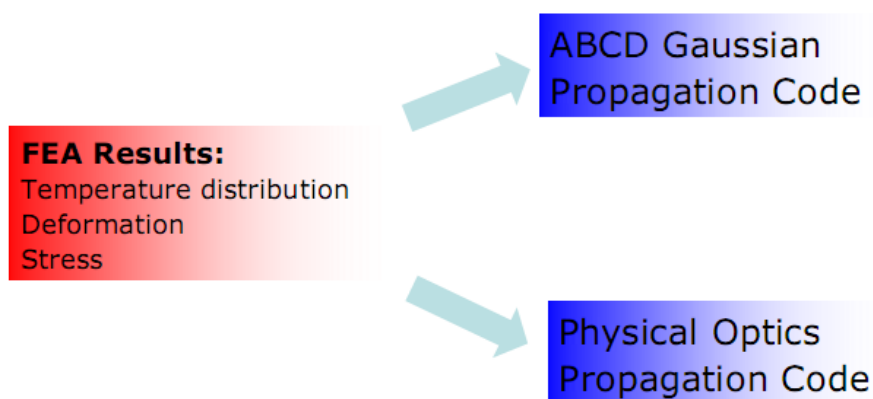 ABCD Gaussian
Propagation Code
FEA Results:
Temperature distribution
Deformation
Stress
Physical Optics
Propagation Code